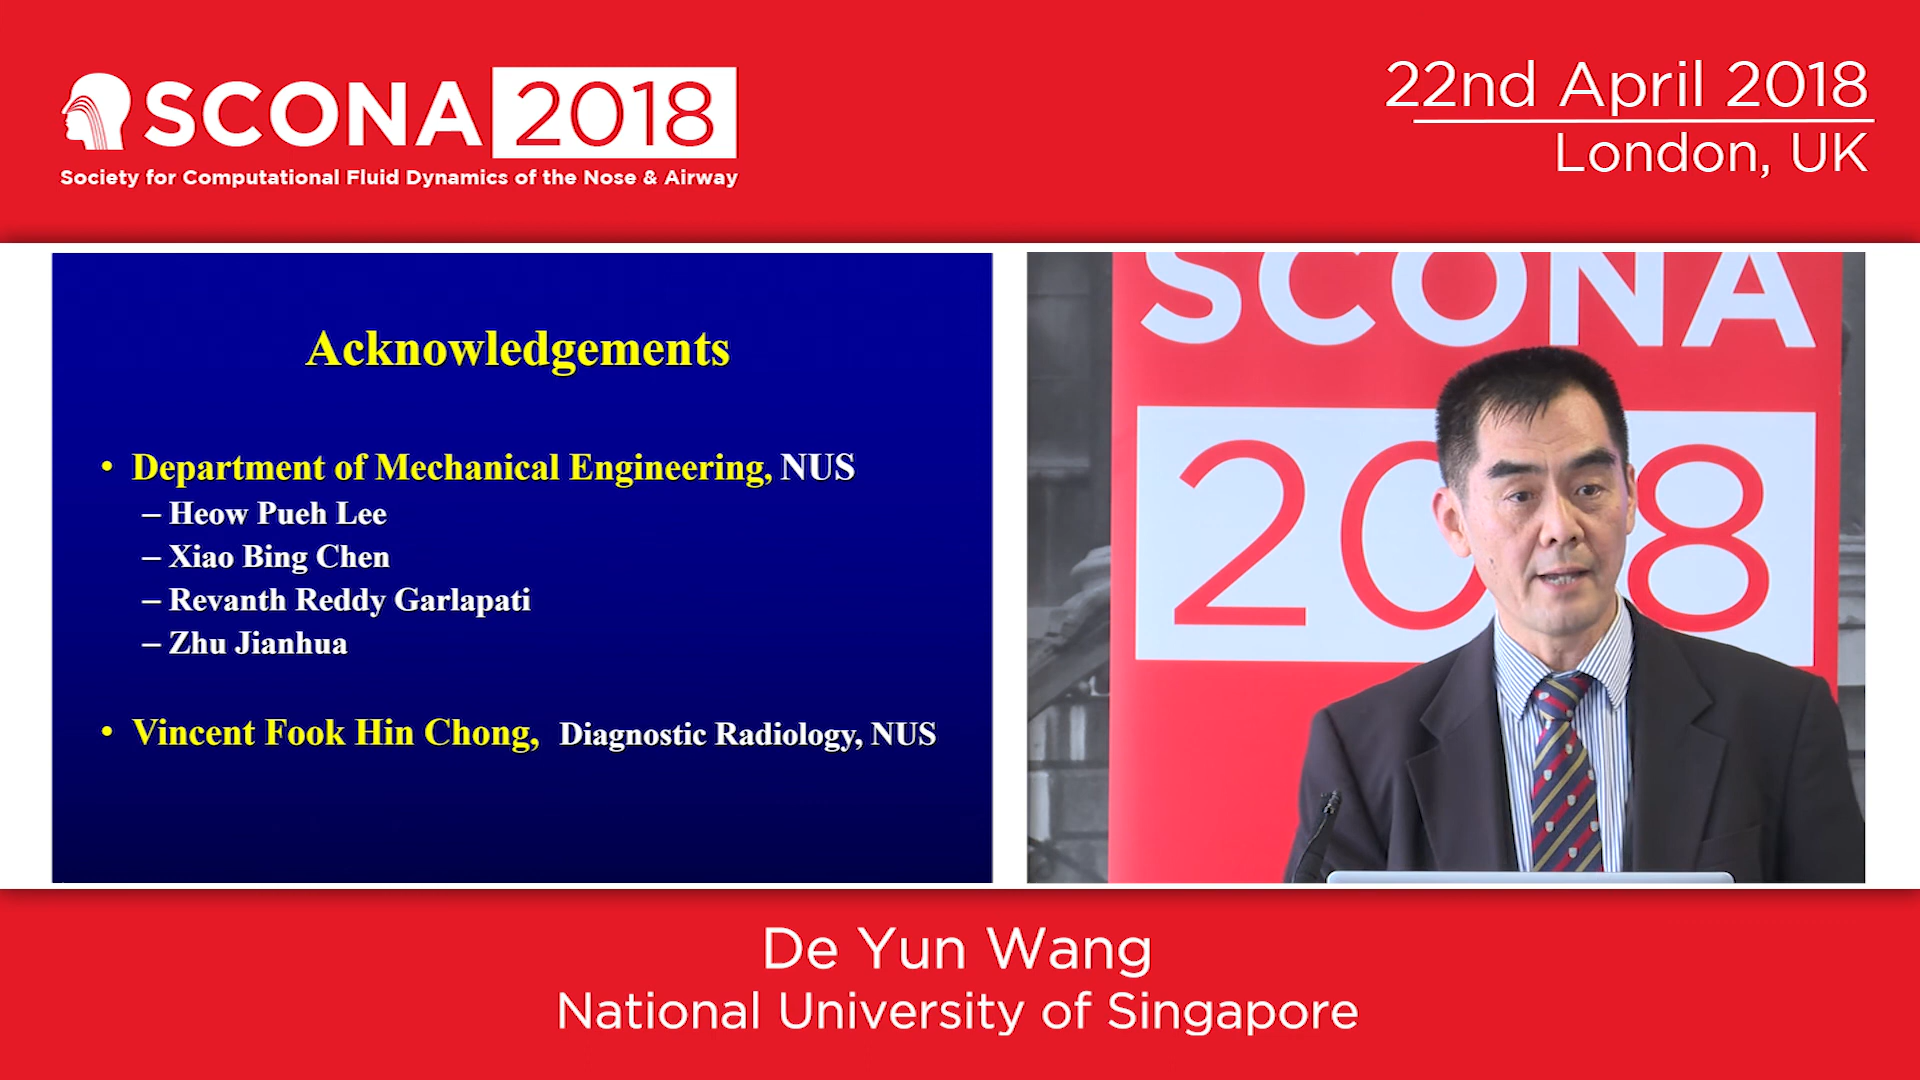 SCONA 2018
Society for Computational Fluid Dynamics of the Nose & Airway
22nd April 2018
London, UK
Acknowledgements
• Department of Mechanical Engineering, NUS
– Heow Pueh Lee
– Xiao Bing Chen
– Revanth Reddy Garlapati
– Zhu Jianhua
• Vincent Fook Hin Chong, Diagnostic Radiology, NUS
SCONA
2018
De Yun Wang
National University of Singapore